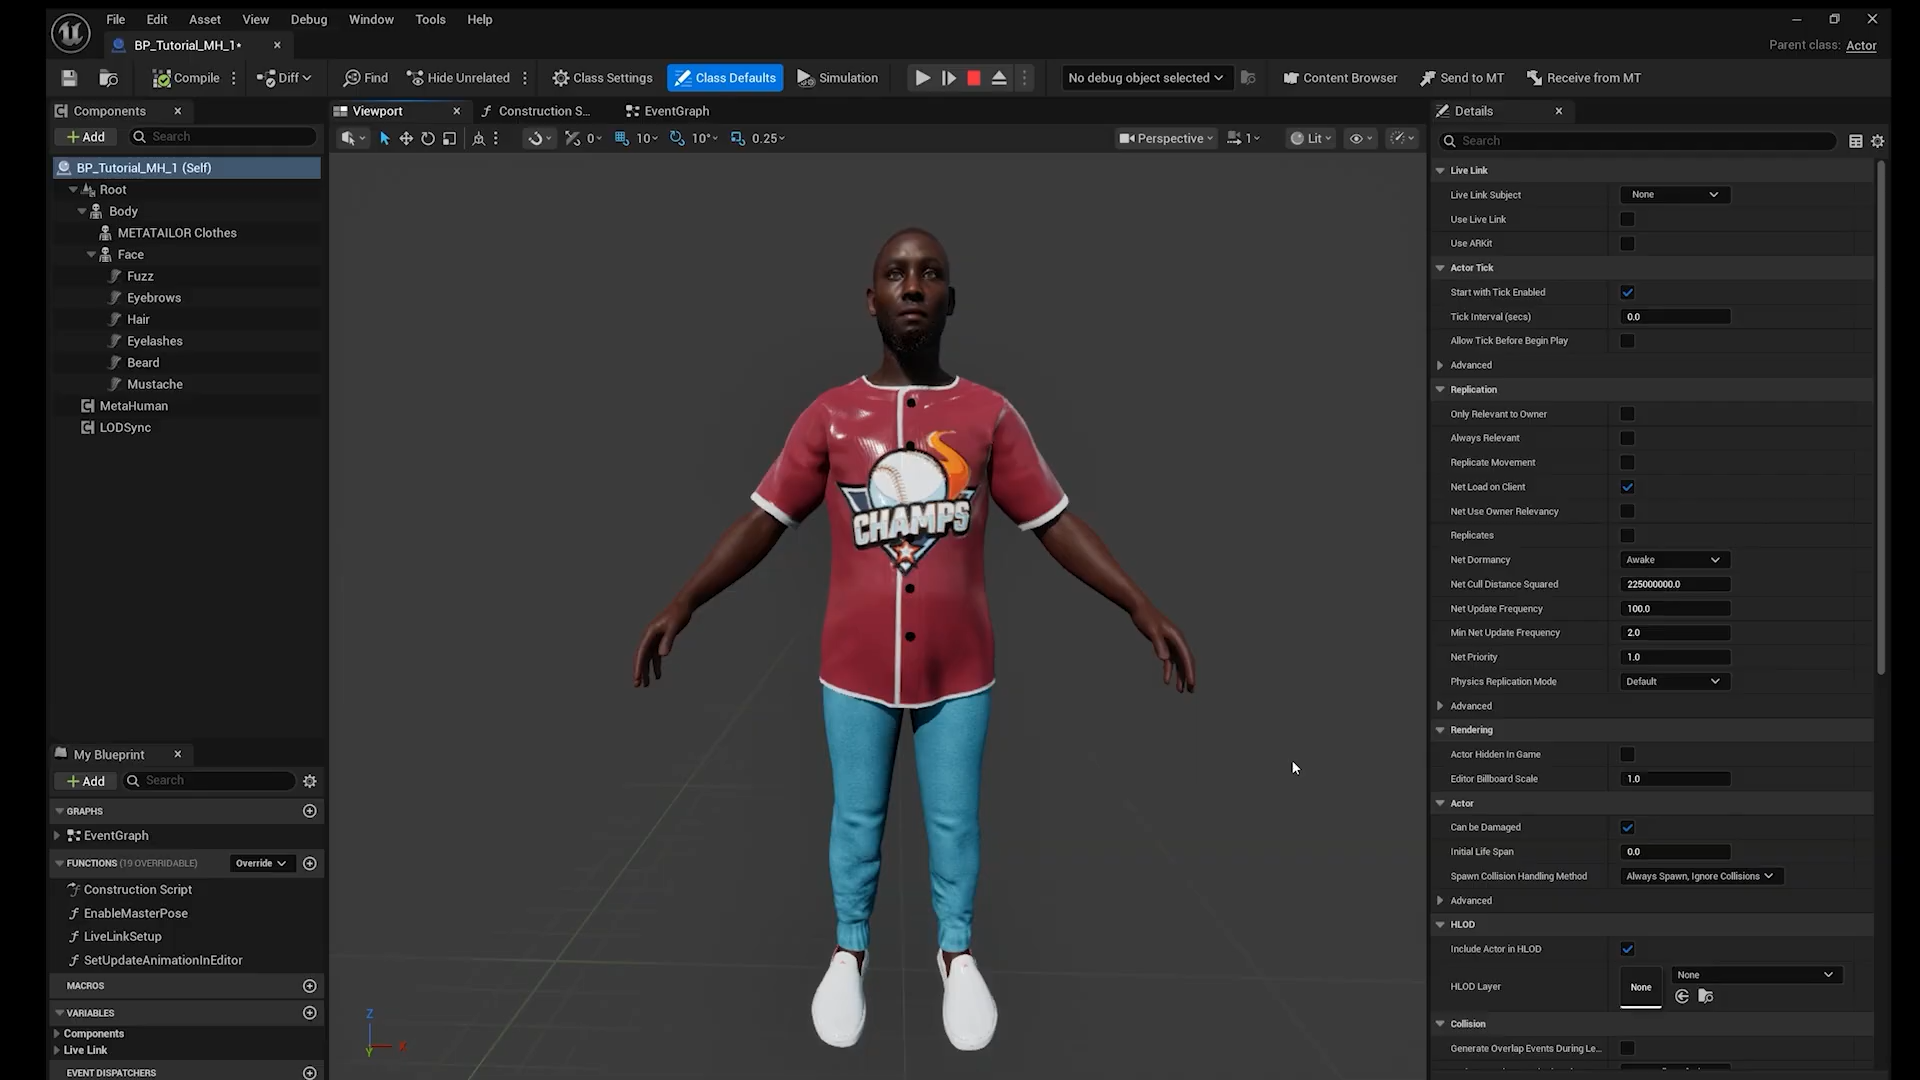 File Edit Asset View Debug Window Tools Help
BP_Tutorial_MH_1*
Parent class: Actor
Compile Diff Find Hide Unrelated Class Settings Class Defaults Simulation No debug object selected Content Browser Send to MT Receive from MT
Components
Add Search
BP_Tutorial_MH_1 (Self)
Root
Body
METATAILOR Clothes
Face
Fuzz
Eyebrows
Hair
Eyelashes
Beard
Mustache
MetaHuman
LODSync
My Blueprint
Add Search
GRAPHS
EventGraph
FUNCTIONS (19 OVERRIDABLE) Override
Construction Script
EnableMasterPose
LiveLinkSetup
SetUpdateAnimationInEditor
MACROS
VARIABLES
Components
Live Link
EVENT DISPATCHERS
Viewport Construction S... EventGraph
0 10 10° 0.25 Perspective 1 Lit
CHAMPS
Z
X
Y
Details
Search
Live Link
Live Link Subject None
Use Live Link
Use ARKit
Actor Tick
Start with Tick Enabled
Tick Interval (secs) 0.0
Allow Tick Before Begin Play
Advanced
Replication
Only Relevant to Owner
Always Relevant
Replicate Movement
Net Load on Client
Net Use Owner Relevancy
Replicates
Net Dormancy Awake
Net Cull Distance Squared 225000000.0
Net Update Frequency 100.0
Min Net Update Frequency 2.0
Net Priority 1.0
Physics Replication Mode Default
Advanced
Rendering
Actor Hidden In Game
Editor Billboard Scale 1.0
Actor
Can be Damaged
Initial Life Span 0.0
Spawn Collision Handling Method Always Spawn, Ignore Collisions
Advanced
HLOD
Include Actor in HLOD
HLOD Layer None None
Collision
Generate Overlap Events During Le...